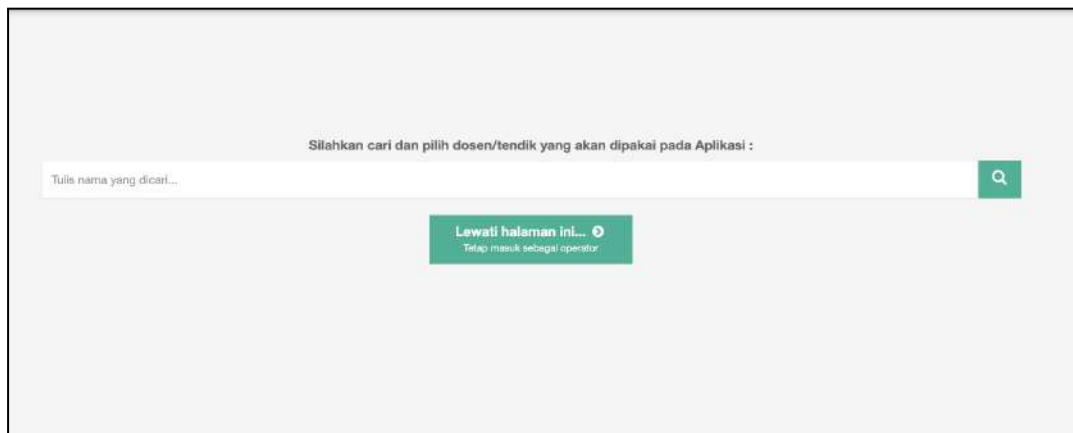 Silahkan cari dan pilih dosen/tendik yang akan dipakai pada Aplikasi :
Tulis nama yang dicari...
Lewati halaman ini...
Tetap masuk sebagai operator